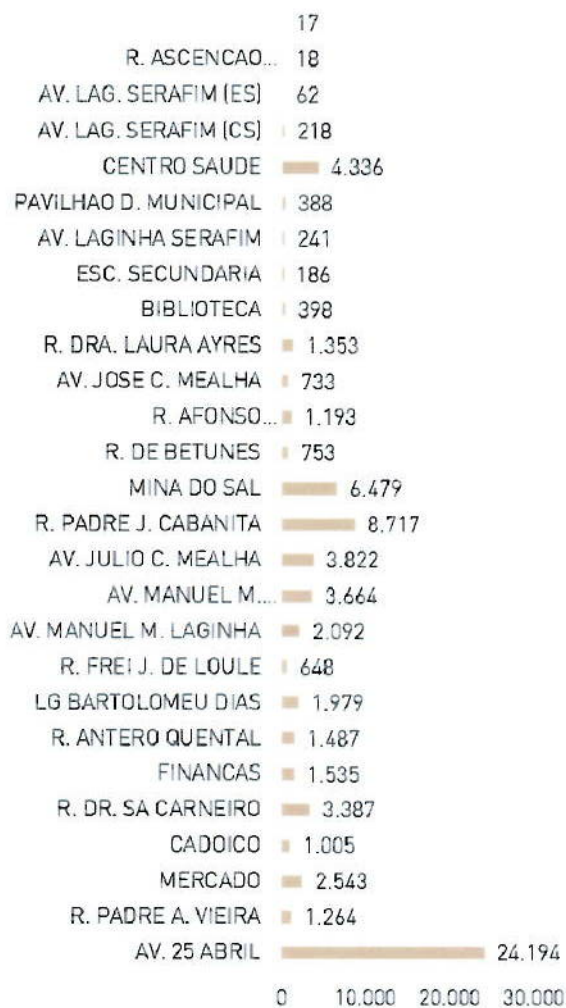 17
R. ASCENCAO... 18
AV. LAG. SERAFIM (ES) 62
AV. LAG. SERAFIM (CS) 218
CENTRO SAUDE 4.336
PAVILHAO D. MUNICIPAL 388
AV. LAGINHA SERAFIM 241
ESC. SECUNDARIA 186
BIBLIOTECA 398
R. DRA. LAURA AYRES 1.353
AV. JOSE C. MEALHA 733
R. AFONSO... 1.193
R. DE BETUNES 753
MINA DO SAL 6.479
R. PADRE J. CABANITA 8.717
AV. JULIO C. MEALHA 3.822
AV. MANUEL M.... 3.664
AV. MANUEL M. LAGINHA 2.092
R. FREI J. DE LOULE 648
LG BARTOLOMEU DIAS 1.979
R. ANTERO QUENTAL 1.487
FINANCAS 1.535
R. DR. SA CARNEIRO 3.387
CADOICO 1.005
MERCADO 2.543
R. PADRE A. VIEIRA 1.264
AV. 25 ABRIL 24.194
0 10.000 20.000 30.000